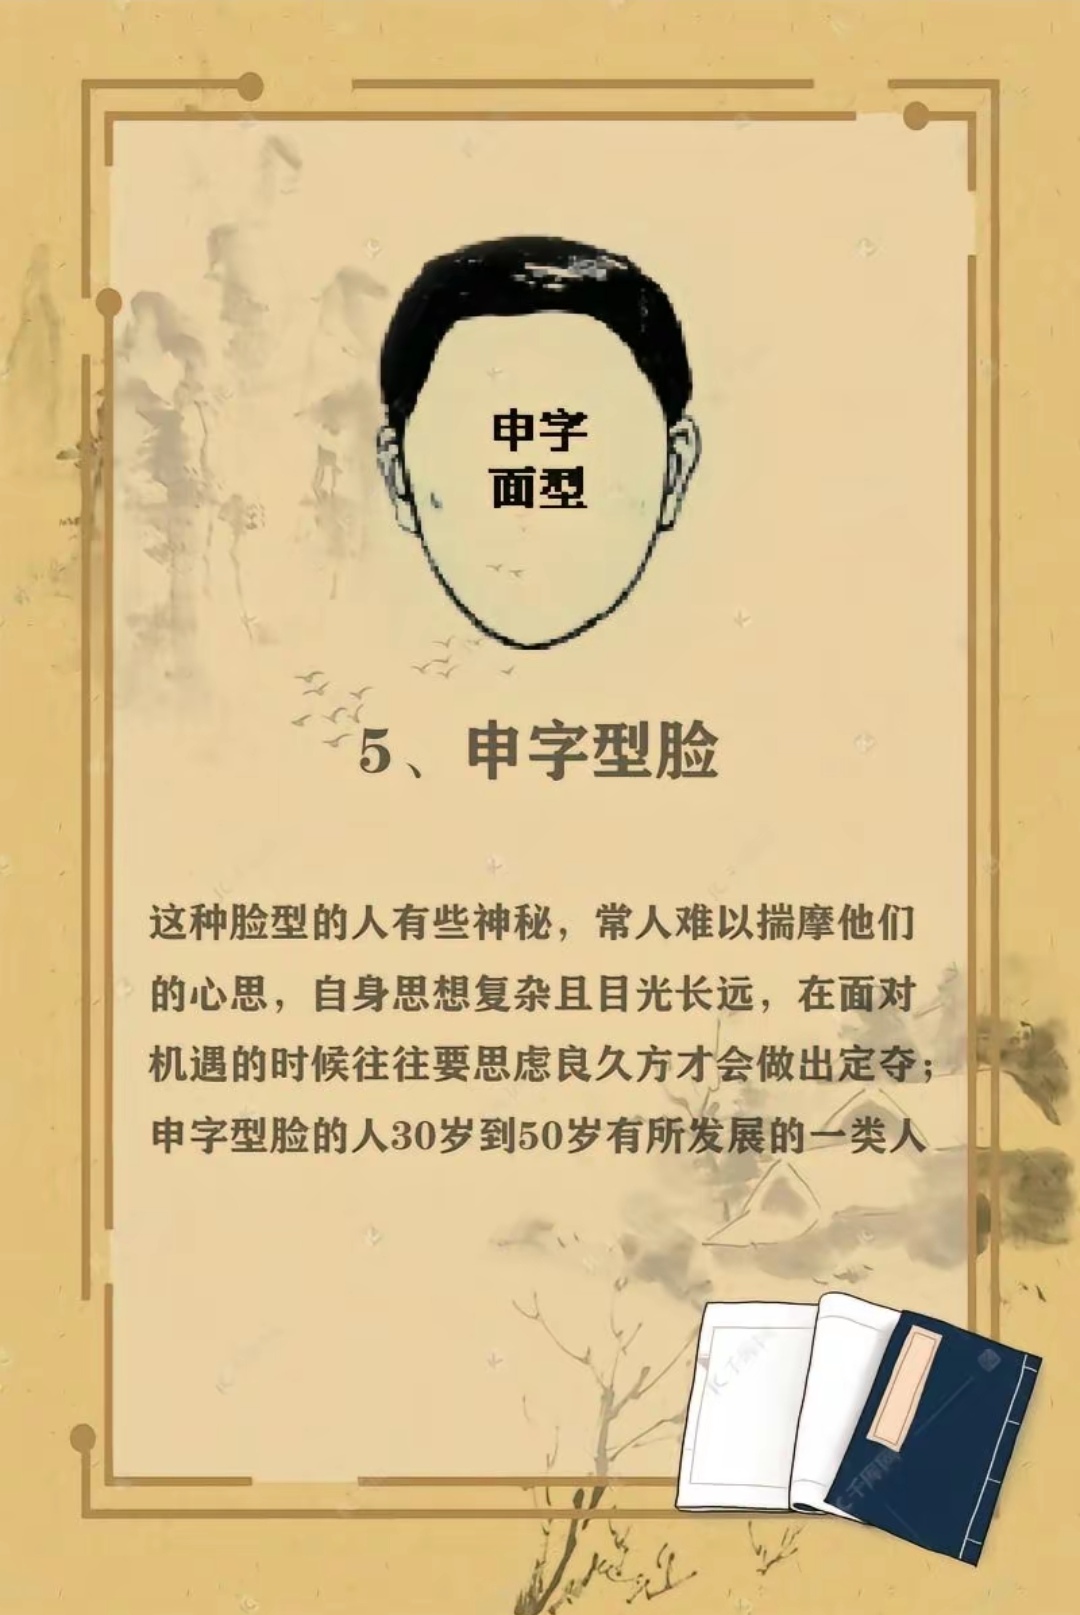 申字
面型
5、申字型脸
这种脸型的人有些神秘，常人难以揣摩他们
的心思，自身思想复杂且目光长远，在面对
机遇的时候往往要思虑良久方才会做出定夺；
申字型脸的人30岁到50岁有所发展的一类人